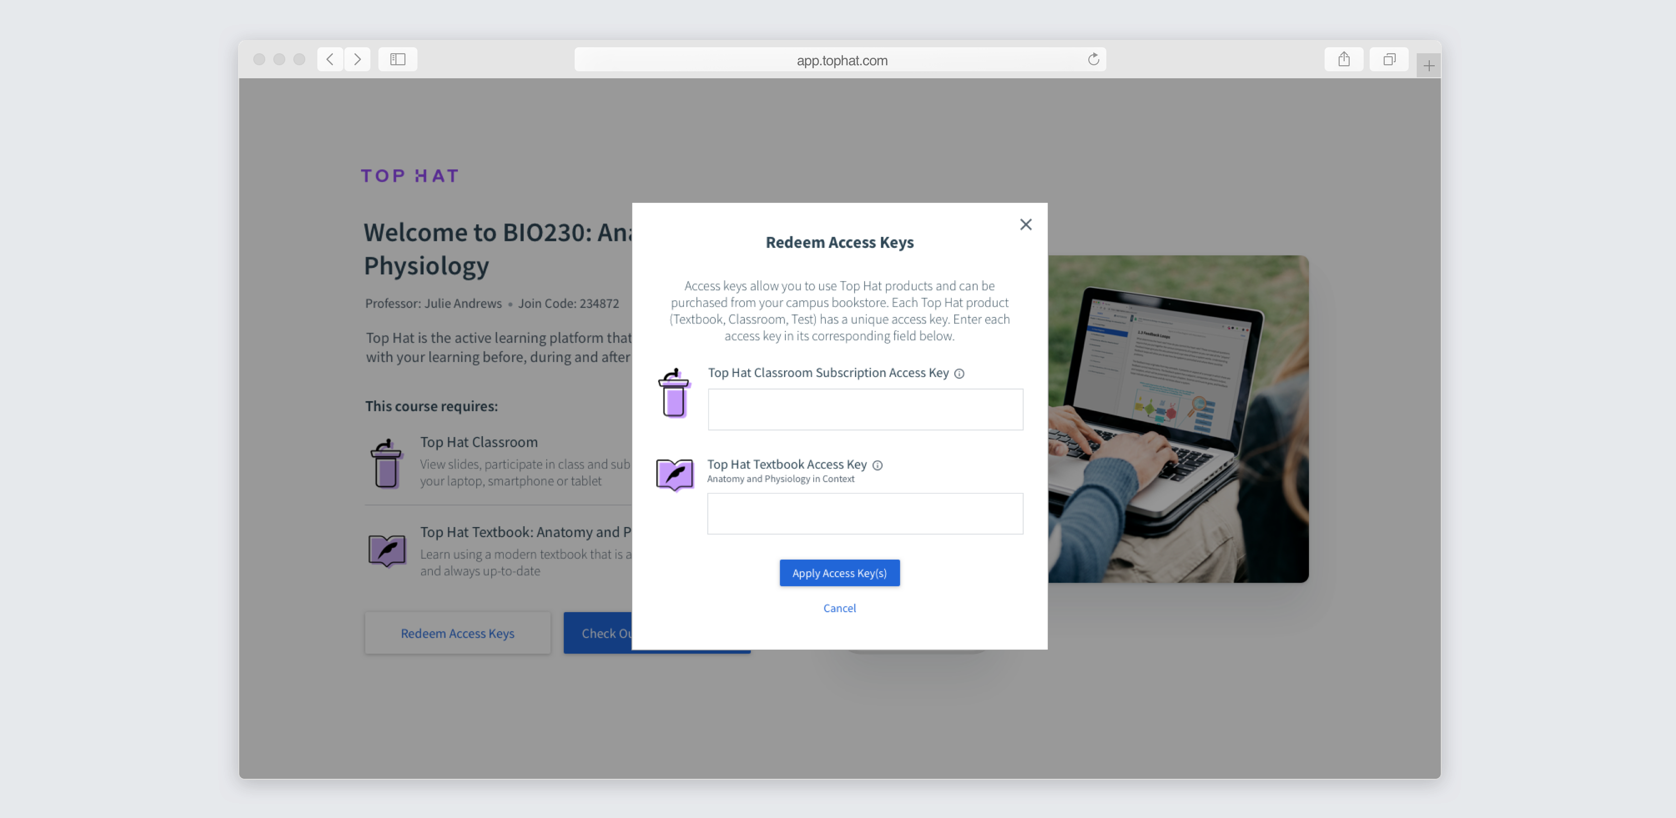 app.tophat.com
TOP HAT
Welcome to BIO230: Ana
Physiology
Professor: Julie Andrews • Join Code: 234872
Top Hat is the active learning platform that
with your learning before, during and after
This course requires:
Top Hat Classroom
View slides, participate in class and sub
your laptop, smartphone or tablet
Top Hat Textbook: Anatomy and P
Learn using a modern textbook that is a
and always up-to-date
Redeem Access Keys
Check Ou
Redeem Access Keys
Access keys allow you to use Top Hat products and can be
purchased from your campus bookstore. Each Top Hat product
(Textbook, Classroom, Test) has a unique access key. Enter each
access key in its corresponding field below.
Top Hat Classroom Subscription Access Key
Top Hat Textbook Access Key
Anatomy and Physiology in Context
Apply Access Key(s)
Cancel